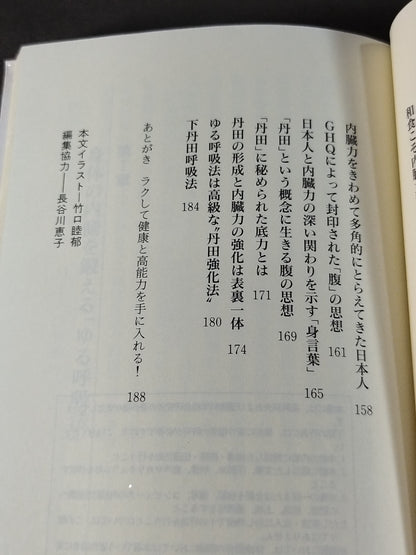 内臓力をきわめて多角的にとらえてきた日本人 158
GHQによって封印された「腹」の思想 161
日本人と内臓力の深い関わりを示す「身言葉」 165
「丹田」という概念に生きる腹の思想 169
「丹田」に秘められた底力とは 171
丹田の形成と内臓力の強化は表裏一体 174
ゆる呼吸法は高級な〝丹田強化法〟 180
下丹田呼吸法 184
あとがき ラクして健康と高能力を手に入れる! 188
本文イラスト―竹口睦郁
編集協力――長谷川恵子